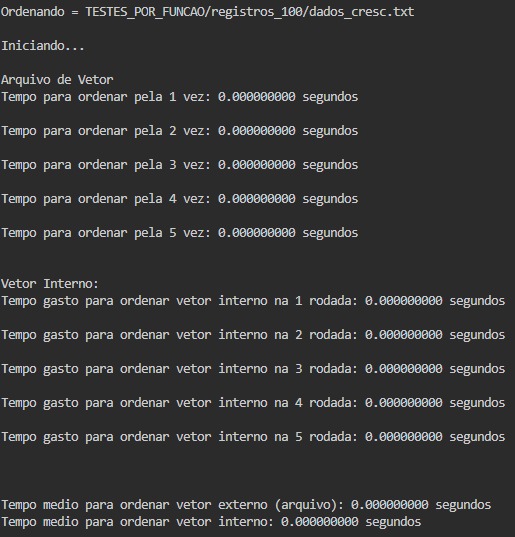 Ordenando = TESTES_POR_FUNCAO/registros_100/dados_cresc.txt
Iniciando...
Arquivo de Vetor
Tempo para ordenar pela 1 vez: 0.000000000 segundos
Tempo para ordenar pela 2 vez: 0.000000000 segundos
Tempo para ordenar pela 3 vez: 0.000000000 segundos
Tempo para ordenar pela 4 vez: 0.000000000 segundos
Tempo para ordenar pela 5 vez: 0.000000000 segundos
Vetor Interno:
Tempo gasto para ordenar vetor interno na 1 rodada: 0.000000000 segundos
Tempo gasto para ordenar vetor interno na 2 rodada: 0.000000000 segundos
Tempo gasto para ordenar vetor interno na 3 rodada: 0.000000000 segundos
Tempo gasto para ordenar vetor interno na 4 rodada: 0.000000000 segundos
Tempo gasto para ordenar vetor interno na 5 rodada: 0.000000000 segundos
Tempo medio para ordenar vetor externo (arquivo): 0.000000000 segundos
Tempo medio para ordenar vetor interno: 0.000000000 segundos